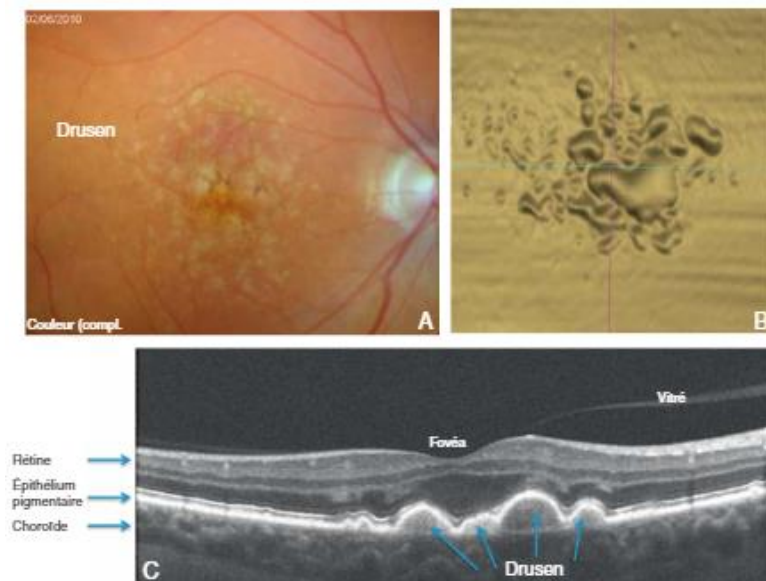 02/06/2010
Drusen
Couleur (compl.
A
B
Vitré
Fovéa
Rétine
Épithélium
pigmentaire
Choroïde
Drusen
C